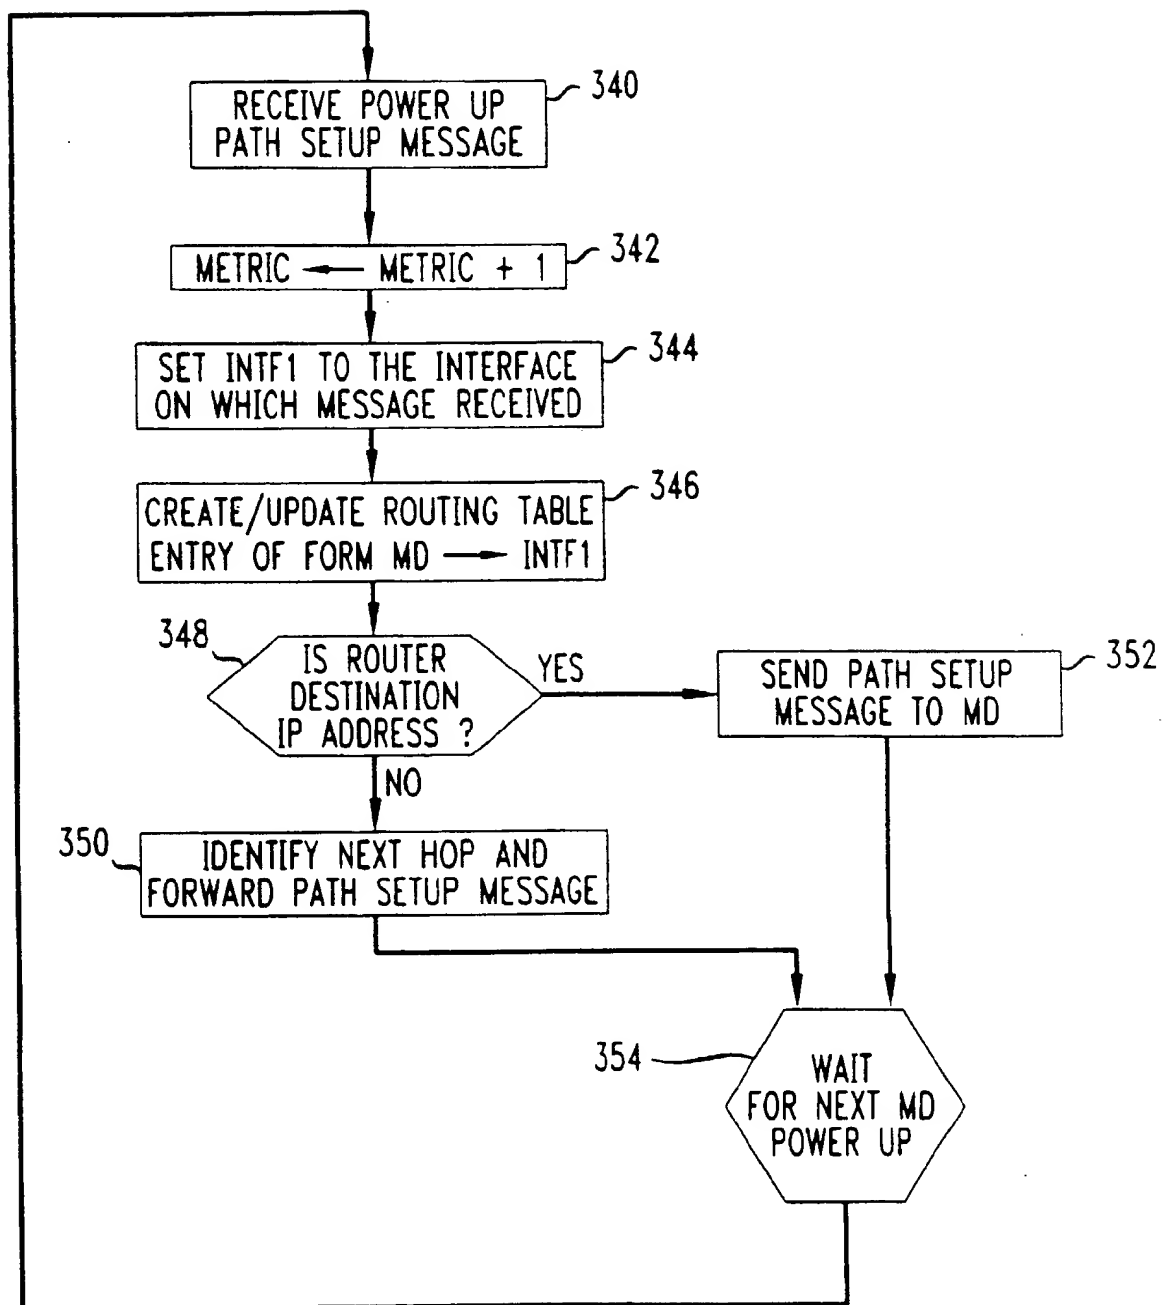 RECEIVE POWER UP
PATH SETUP MESSAGE
340
METRIC ← METRIC + 1
342
SET INTF1 TO THE INTERFACE
ON WHICH MESSAGE RECEIVED
344
CREATE/UPDATE ROUTING TABLE
ENTRY OF FORM MD → INTF1
346
348
IS ROUTER
DESTINATION
IP ADDRESS ?
YES
SEND PATH SETUP
MESSAGE TO MD
352
NO
350
IDENTIFY NEXT HOP AND
FORWARD PATH SETUP MESSAGE
354
WAIT
FOR NEXT MD
POWER UP